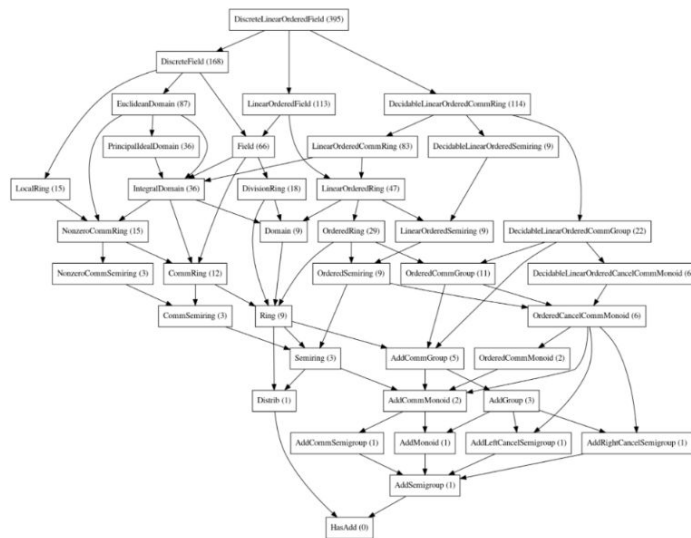 DiscreteLinearOrderedField (395)
DiscreteField (168)
EuclideanDomain (87)
LinearOrderedField (113)
DecidableLinearOrderedCommRing (114)
PrincipalIdealDomain (36)
Field (66)
LinearOrderedCommRing (83)
DecidableLinearOrderedSemiring (9)
LocalRing (15)
IntegralDomain (36)
DivisionRing (18)
LinearOrderedRing (47)
NonzeroCommRing (15)
Domain (9)
OrderedRing (29)
LinearOrderedSemiring (9)
DecidableLinearOrderedCommGroup (22)
NonzeroCommSemiring (3)
CommRing (12)
OrderedSemiring (9)
OrderedCommGroup (11)
DecidableLinearOrderedCancelCommMonoid (6
CommSemiring (3)
Ring (9)
OrderedCancelCommMonoid (6)
Semiring (3)
AddCommGroup (5)
OrderedCommMonoid (2)
Distrib (1)
AddCommMonoid (2)
AddGroup (3)
AddCommSemigroup (1)
AddMonoid (1)
AddLeftCancelSemigroup (1)
AddRightCancelSemigroup (1)
AddSemigroup (1)
HasAdd (0)